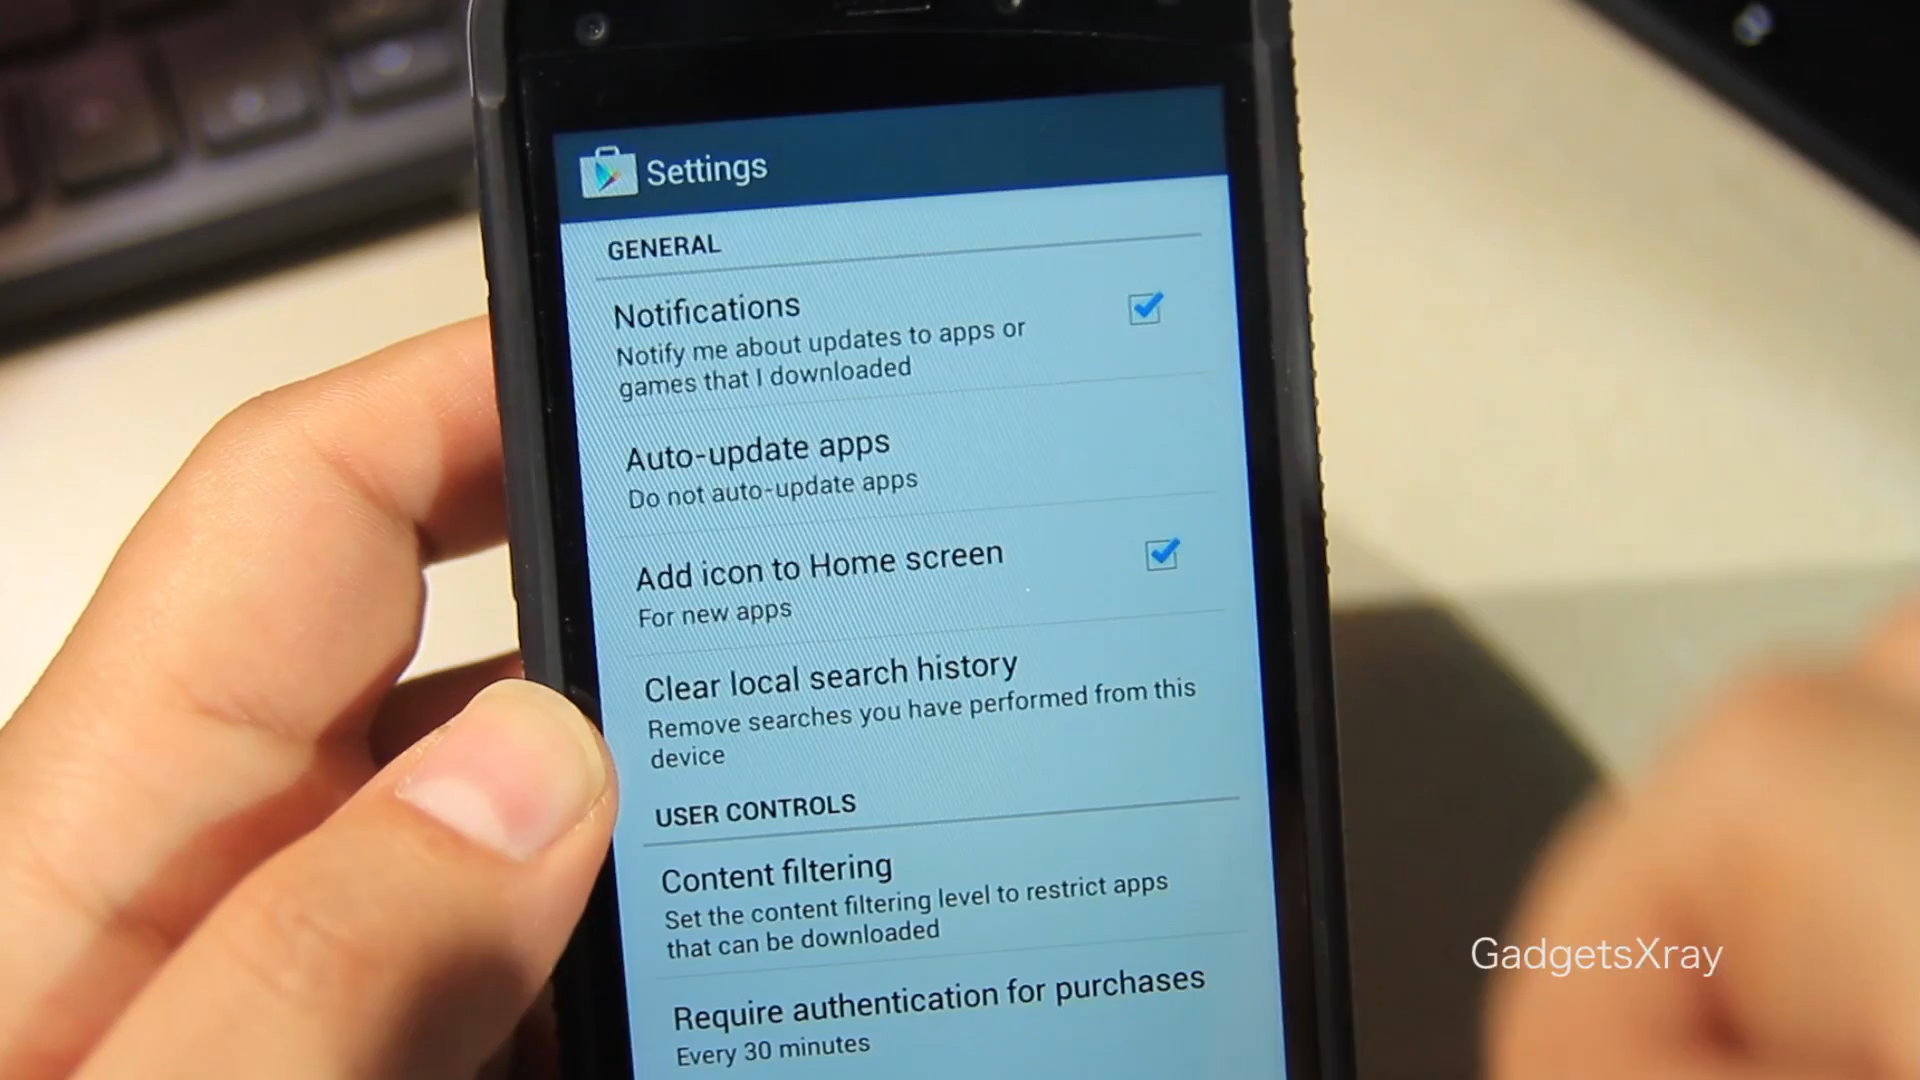 Settings
GENERAL
Notifications
Notify me about updates to apps or
games that I downloaded
Auto-update apps
Do not auto-update apps
Add icon to Home screen
For new apps
Clear local search history
Remove searches you have performed from this
device
USER CONTROLS
Content filtering
Set the content filtering level to restrict apps
that can be downloaded
Require authentication for purchases
Every 30 minutes
GadgetsXray